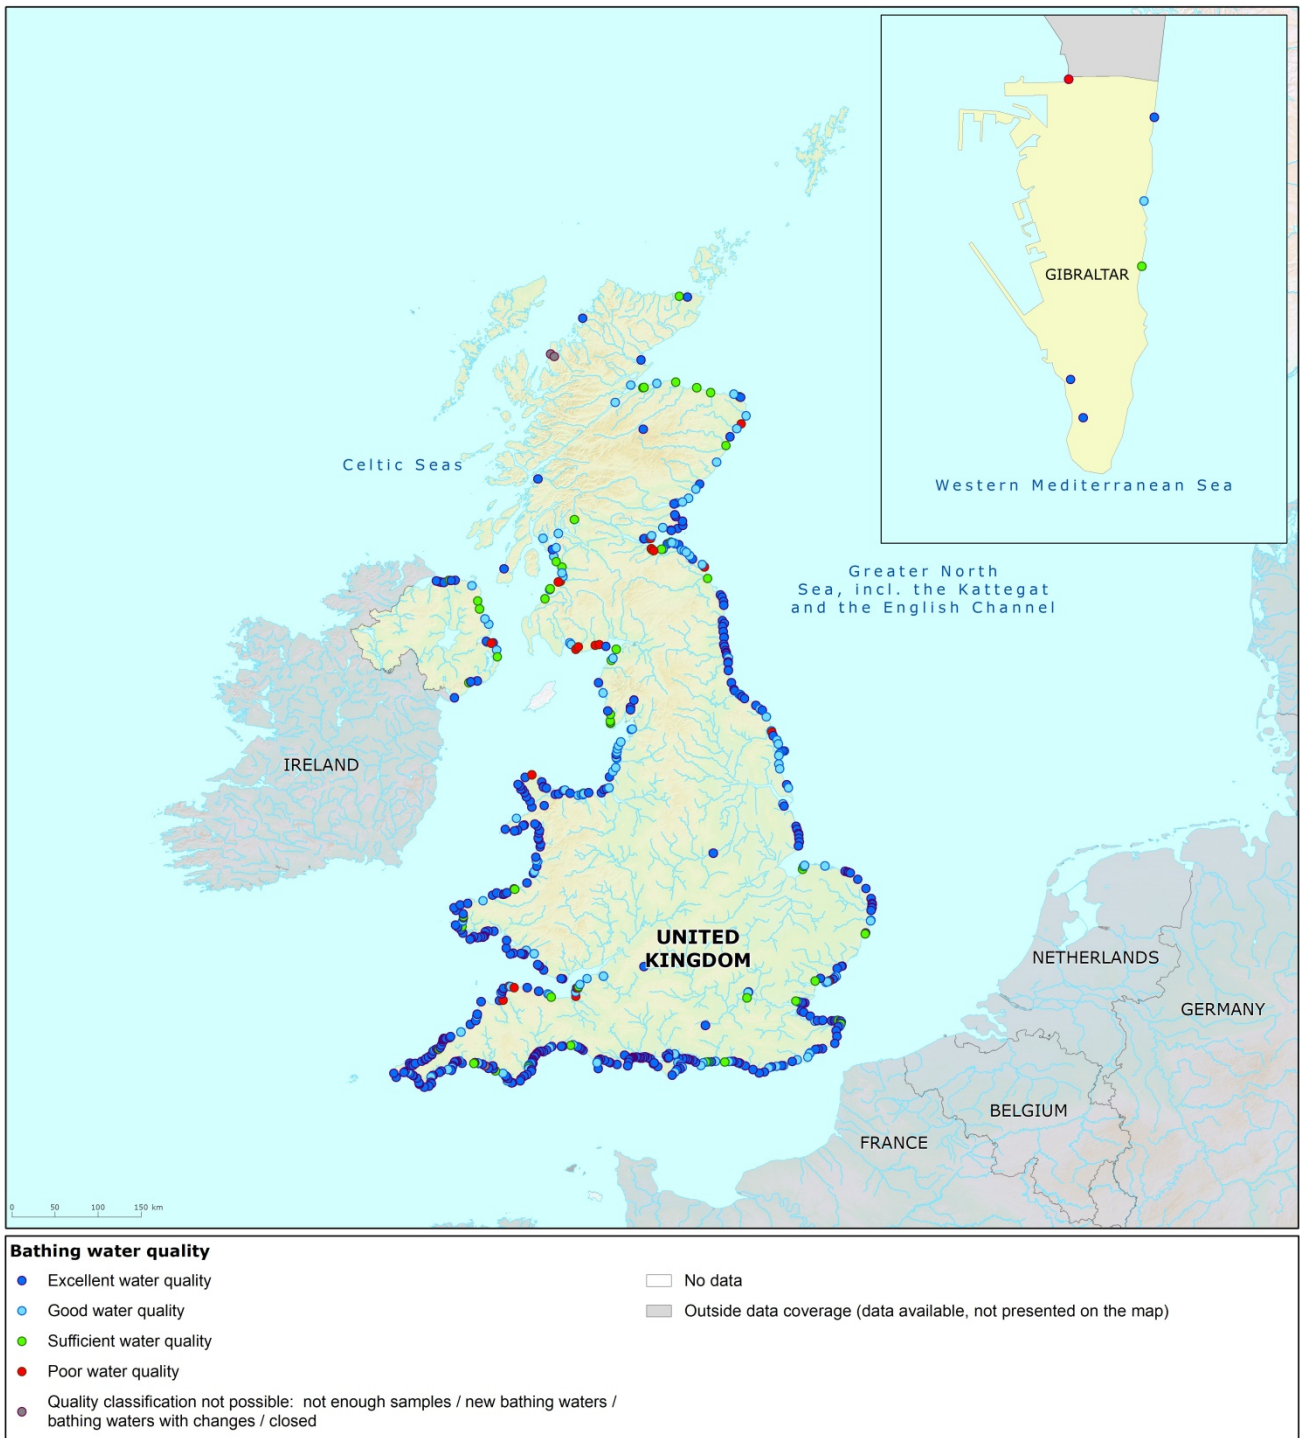 GIBRALTAR
Western Mediterranean Sea
Celtic Seas
Greater North
Sea, incl. the Kattegat
and the English Channel
IRELAND
UNITED
KINGDOM
NETHERLANDS
GERMANY
BELGIUM
FRANCE
0 50 100 150 km
Bathing water quality
Excellent water quality
Good water quality
Sufficient water quality
Poor water quality
Quality classification not possible: not enough samples / new bathing waters /
bathing waters with changes / closed
No data
Outside data coverage (data available, not presented on the map)